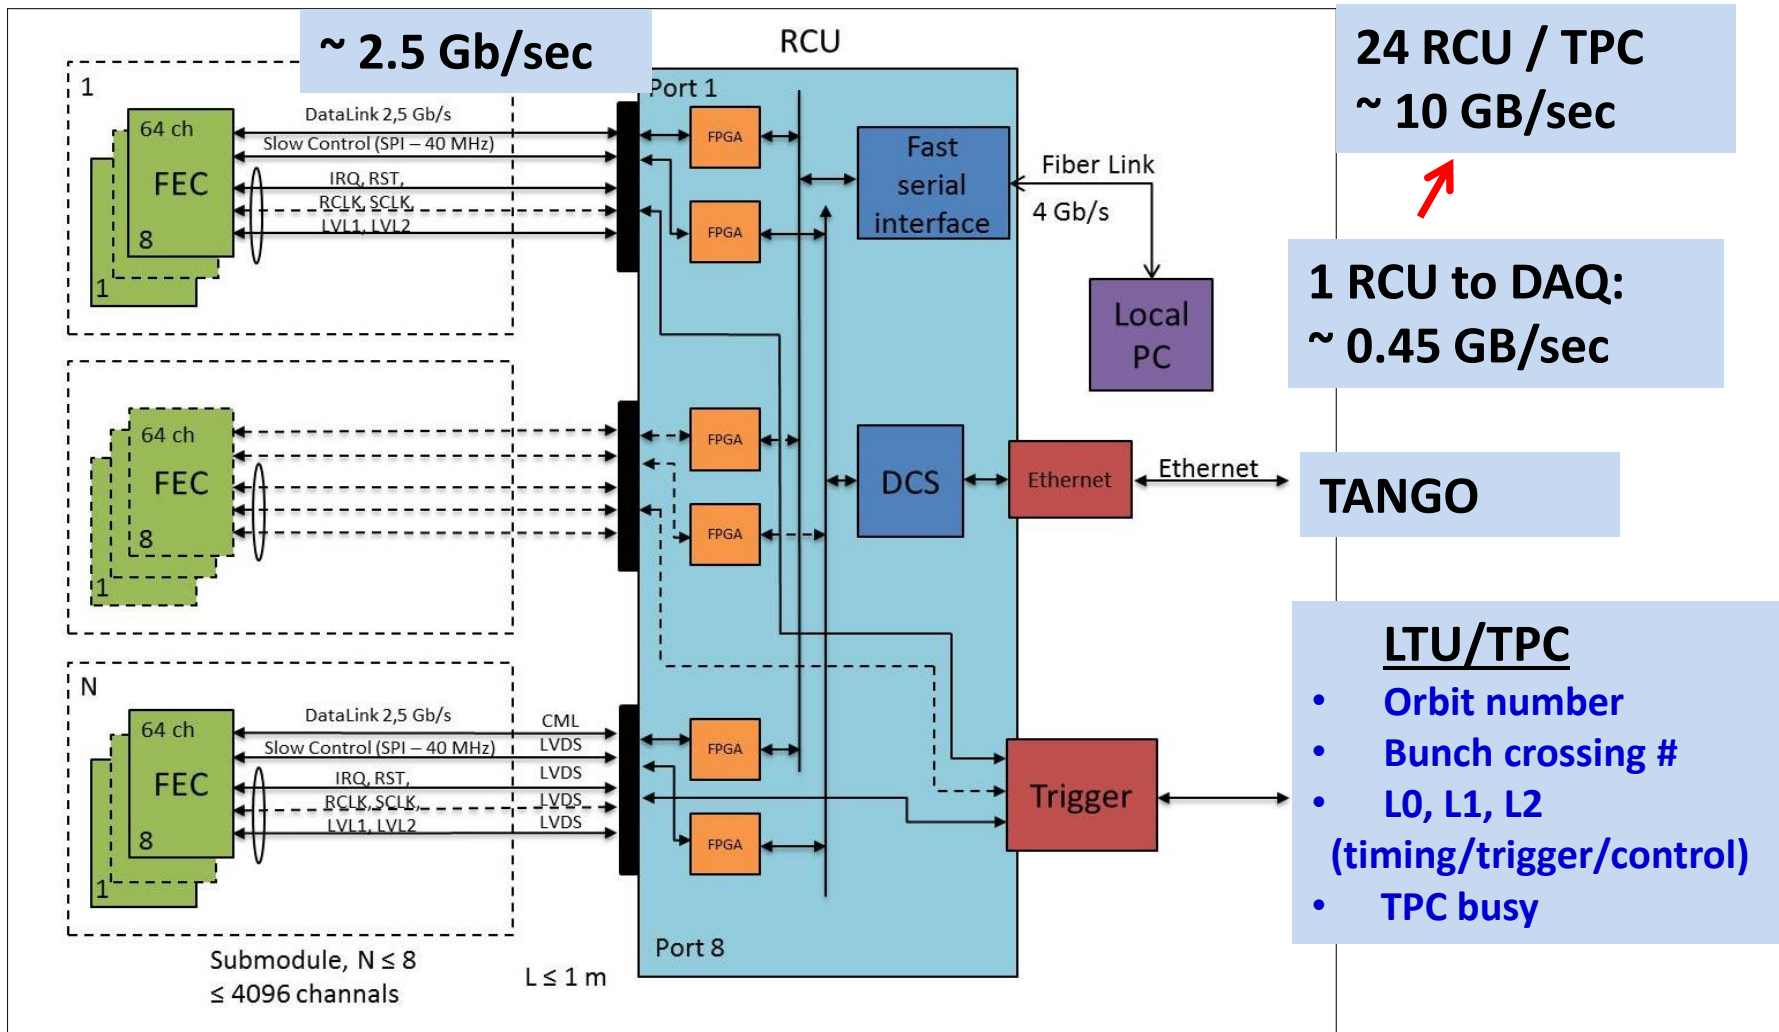 ~ 2.5 Gb/sec
RCU
24 RCU / TPC
~ 10 GB/sec
1
64 ch
FEC
8
1
DataLink 2,5 Gb/s
Slow Control (SPI – 40 MHz)
IRQ, RST,
RCLK, SCLK,
LVL1, LVL2
Port 1
FPGA
FPGA
Fast
serial
interface
Fiber Link
4 Gb/s
Local
PC
1 RCU to DAQ:
~ 0.45 GB/sec
64 ch
FEC
8
1
FPGA
FPGA
DCS
Ethernet
Ethernet
TANGO
N
64 ch
FEC
8
1
DataLink 2,5 Gb/s
CML
Slow Control (SPI – 40 MHz)
LVDS
IRQ, RST,
LVDS
RCLK, SCLK,
LVDS
LVL1, LVL2
LVDS
FPGA
FPGA
Trigger
Port 8
LTU/TPC
• Orbit number
• Bunch crossing #
• L0, L1, L2
(timing/trigger/control)
• TPC busy
Submodule, N ≤ 8
≤ 4096 channals
L ≤ 1 m